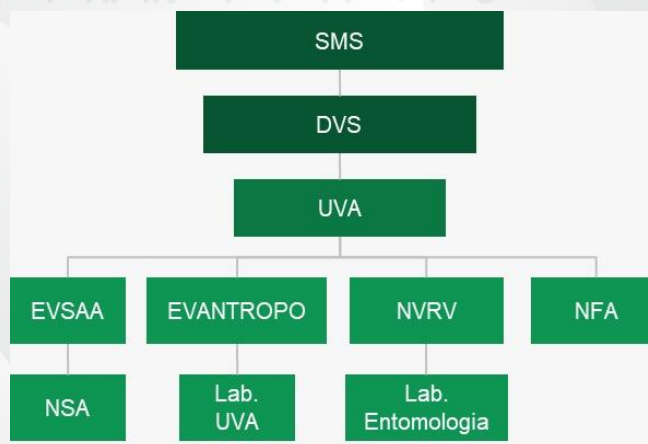 SMS
DVS
UVA
EVSAA
EVANTROPO
NVRV
NFA
NSA
Lab.
UVA
Lab.
Entomologia